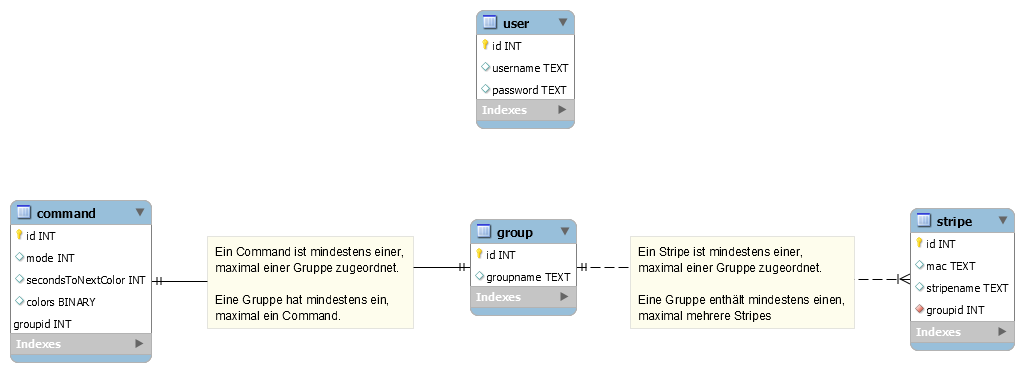 user
id INT
username TEXT
password TEXT
Indexes
command
id INT
mode INT
secondsToNextColor INT
colors BINARY
groupid INT
Indexes
Ein Command ist mindestens einer,
maximal einer Gruppe zugeordnet.
Eine Gruppe hat mindestens ein,
maximal ein Command.
group
id INT
groupname TEXT
Indexes
Ein Stripe ist mindestens einer,
maximal einer Gruppe zugeordnet.
Eine Gruppe enthält mindestens einen,
maximal mehrere Stripes
stripe
id INT
mac TEXT
stripename TEXT
groupid INT
Indexes